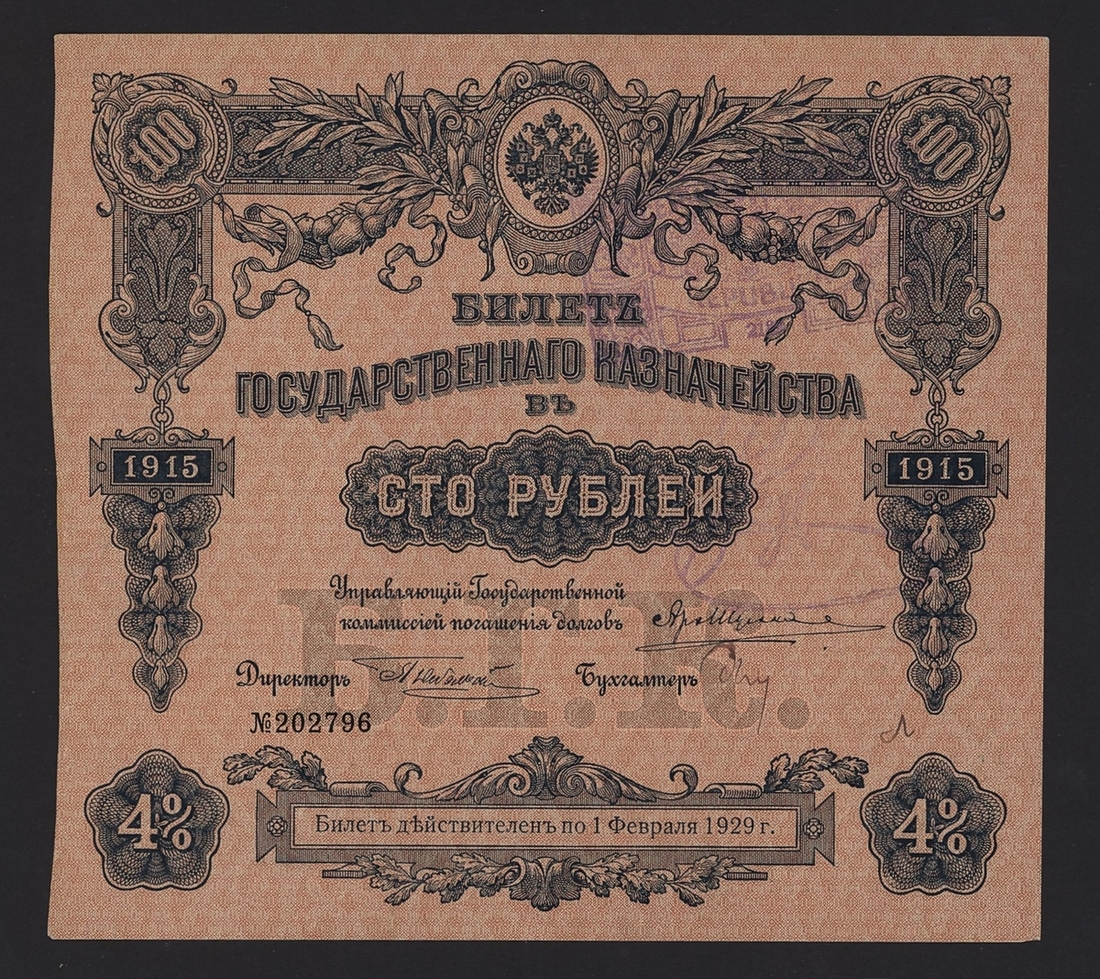 100 100
БИЛЕТЪ
ГОСУДАРСТВЕННАГО КАЗНАЧЕЙСТВА
ВЪ
1915 1915
СТО РУБЛЕЙ
Управляющій Государственной
коммиссіей погашенія долговъ
Директоръ Бухгалтеръ
№202796
Б.Г.К.
4% 4%
Билетъ дѣйствителенъ по 1 Февраля 1929 г.